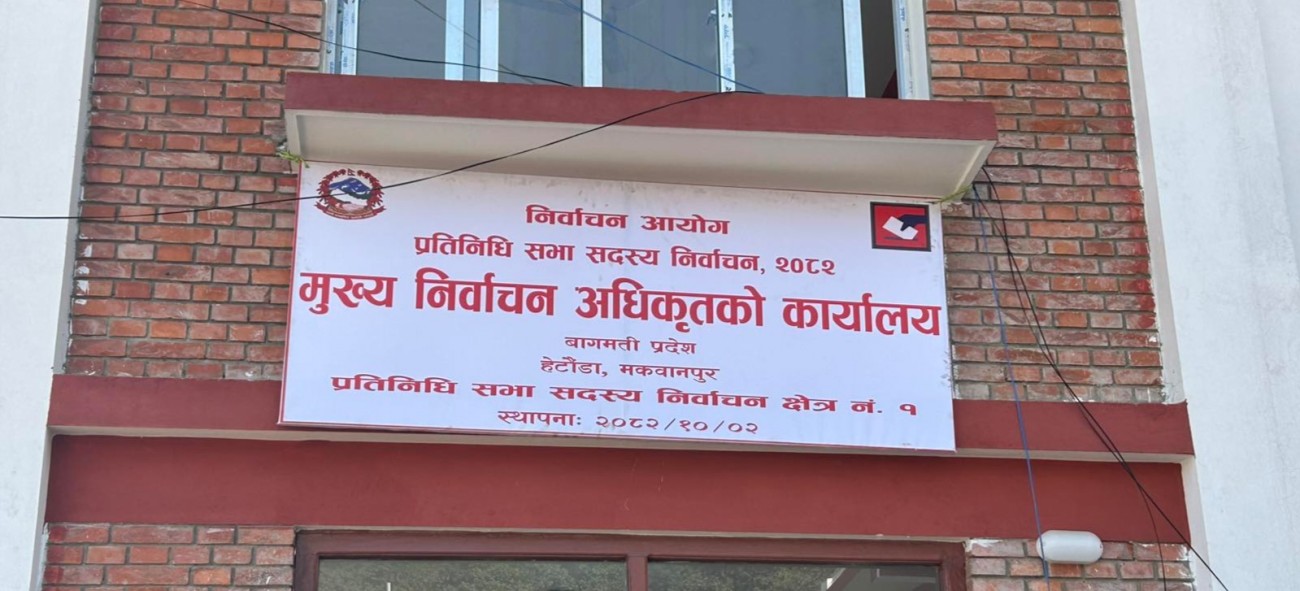 निर्वाचन आयोग
प्रतिनिधि सभा सदस्य निर्वाचन, २०८२
मुख्य निर्वाचन अधिकृतको कार्यालय
बागमती प्रदेश
हेटौंडा, मकवानपुर
प्रतिनिधि सभा सदस्य निर्वाचन क्षेत्र नं. १
स्थापनाः २०८२/१०/०२